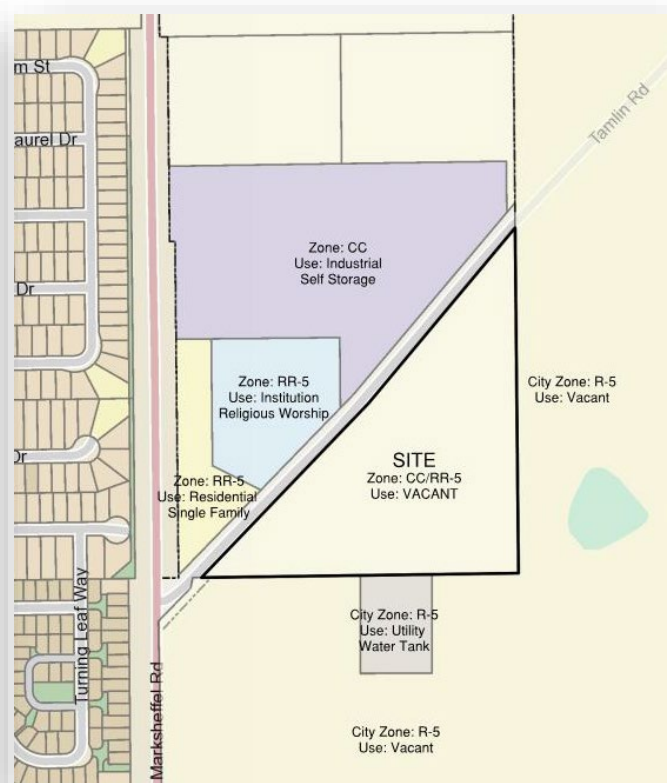 m St
aurel Dr
Dr
Dr
Turning Leaf Way
Marksheffel Rd
Tamlin Rd
Zone: CC
Use: Industrial
Self Storage
Zone: RR-5
Use: Institution
Religious Worship
Zone: RR-5
Use: Residential
Single Family
SITE
Zone: CC/RR-5
Use: VACANT
City Zone: R-5
Use: Vacant
City Zone: R-5
Use: Utility
Water Tank
City Zone: R-5
Use: Vacant